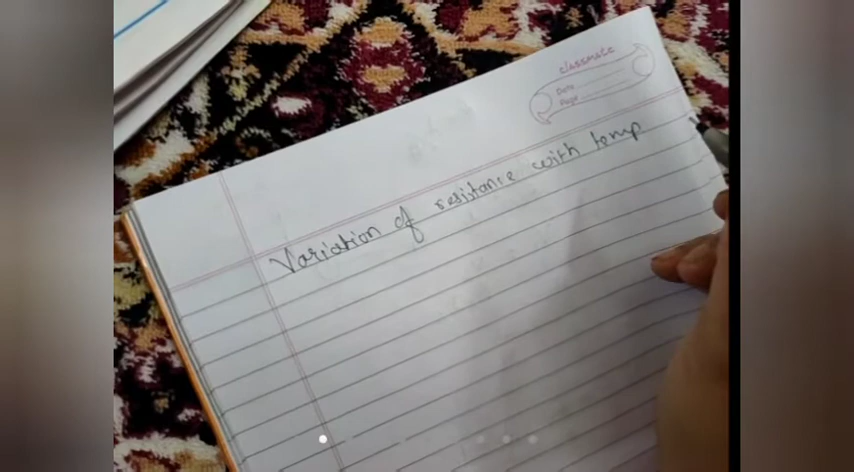 classmate
Date
Page
Variation of resistance with temp